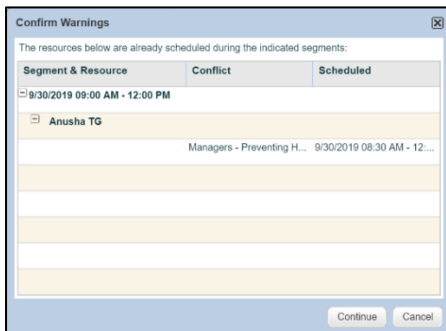 Confirm Warnings
The resources below are already scheduled during the indicated segments:
Segment & Resource Conflict Scheduled
9/30/2019 09:00 AM - 12:00 PM
Anusha TG
Managers - Preventing H... 9/30/2019 08:30 AM - 12:...
Continue Cancel